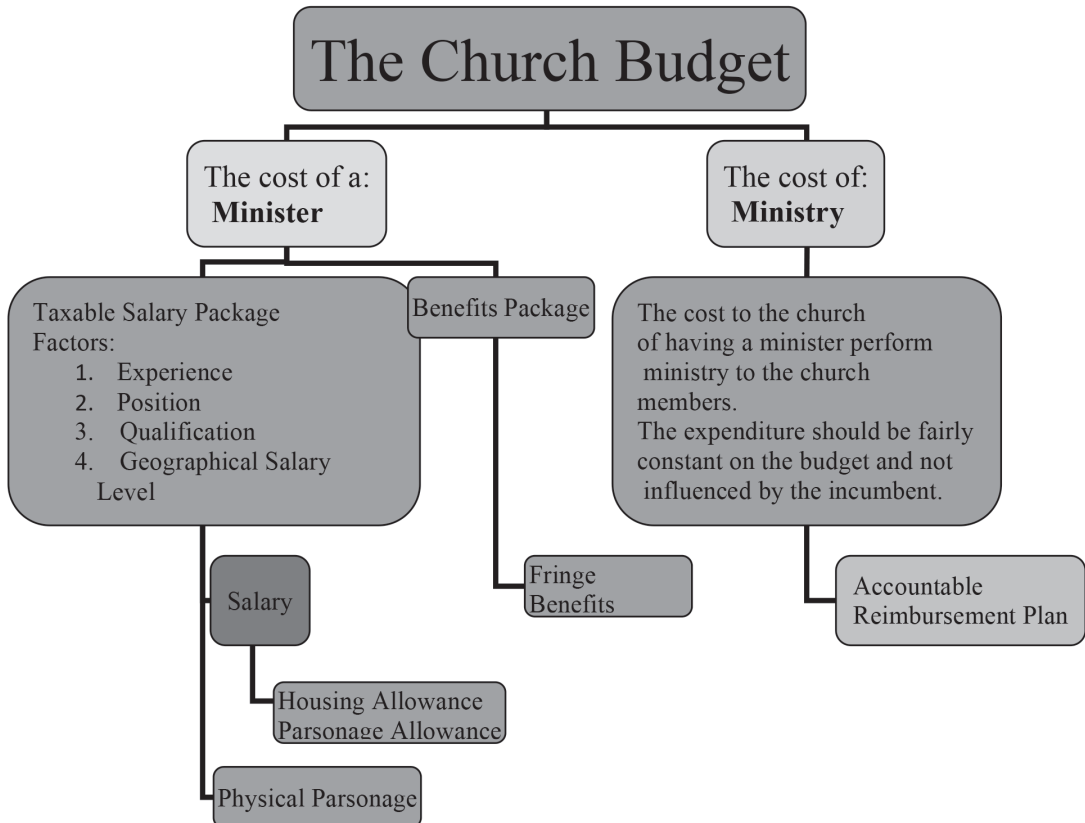 The Church Budget
The cost of a:
Minister
The cost of:
Ministry
Taxable Salary Package
Factors:
1. Experience
2. Position
3. Qualification
4. Geographical Salary
Level
Benefits Package
The cost to the church
of having a minister perform
ministry to the church
members.
The expenditure should be fairly
constant on the budget and not
influenced by the incumbent.
Salary
Fringe
Benefits
Accountable
Reimbursement Plan
Housing Allowance
Parsonage Allowance
Physical Parsonage